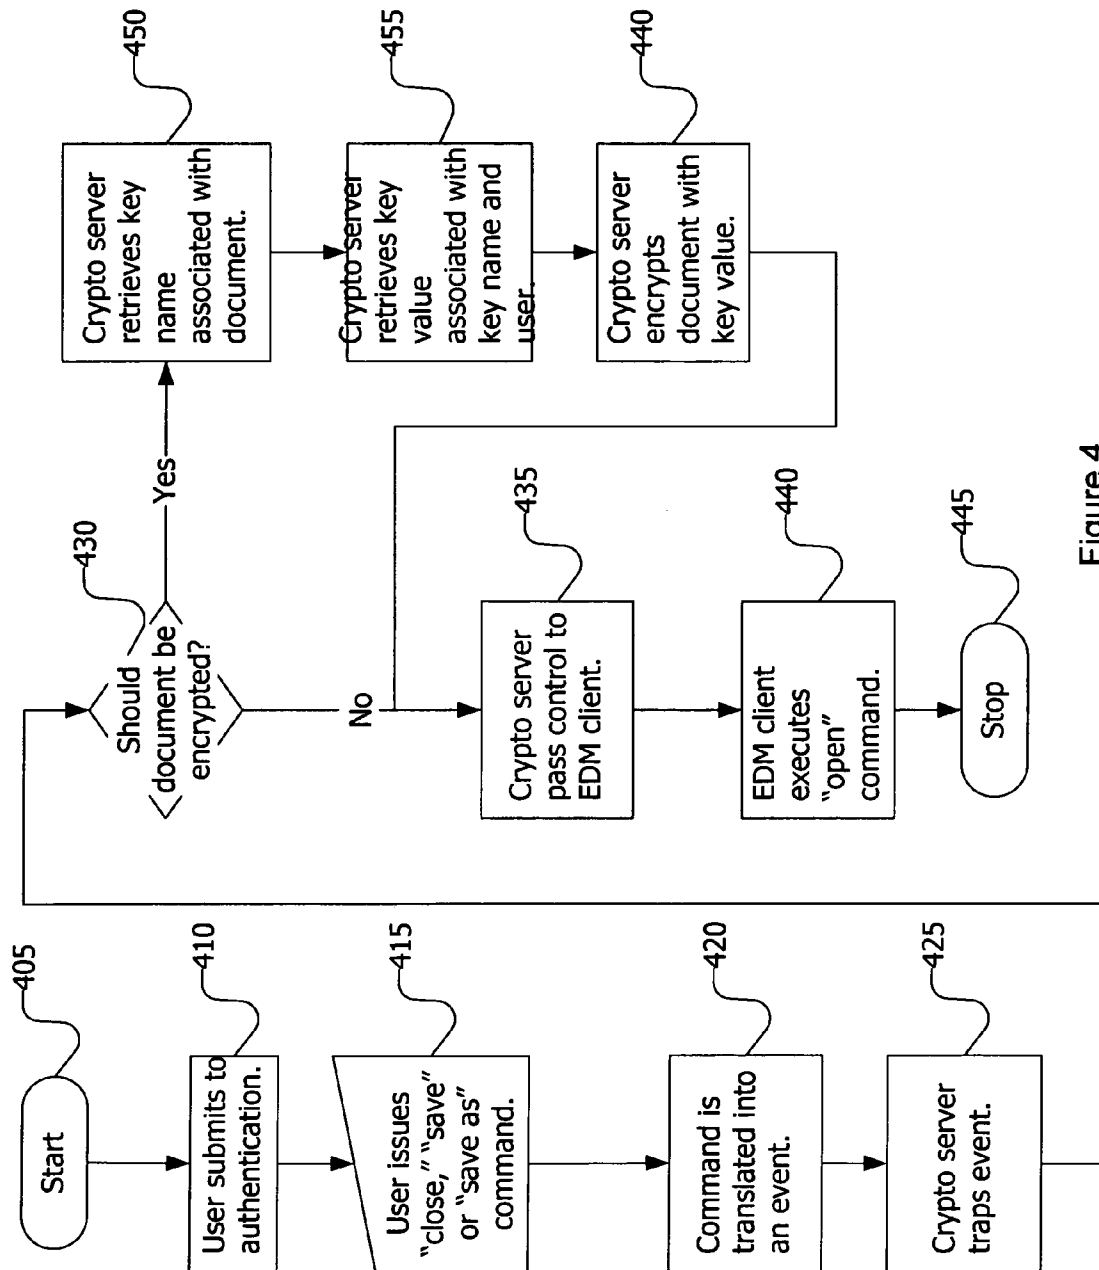 405
Start
410
User submits to
authentication.
415
User issues
“close,” “save”
or “save as”
command.
420
Command is
translated into
an event.
425
Crypto server
traps event.
430
Should
document be
encrypted?
Yes
No
450
Crypto server
retrieves key
name
associated with
document.
455
Crypto server
retrieves key
value
associated with
key name and
user.
440
Crypto server
encrypts
document with
key value.
435
Crypto server
pass control to
EDM client.
440
EDM client
executes
“open”
command.
445
Stop
Figure 4